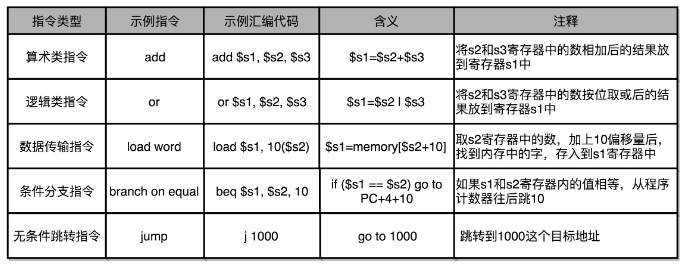 指令类型 示例指令 示例汇编代码 含义 注释
算术类指令 add add $s1, $s2, $s3 $s1=$s2+$s3 将s2和s3寄存器中的数相加后的结果放
到寄存器s1中
逻辑类指令 or or $s1, $s2, $s3 $s1=$s2 | $s3 将s2和s3寄存器中的数按位取或后的结
果放到寄存器s1中
数据传输指令 load word load $s1, 10($s2) $s1=memory[$s2+10] 取s2寄存器中的数，加上10偏移量后，
找到内存中的字，存入到s1寄存器中
条件分支指令 branch on equal beq $s1, $s2, 10 if ($s1 == $s2) go to
PC+4+10
如果s1和s2寄存器内的值相等，从程序
计数器往后跳10
无条件跳转指令 jump j 1000 go to 1000 跳转到1000这个目标地址